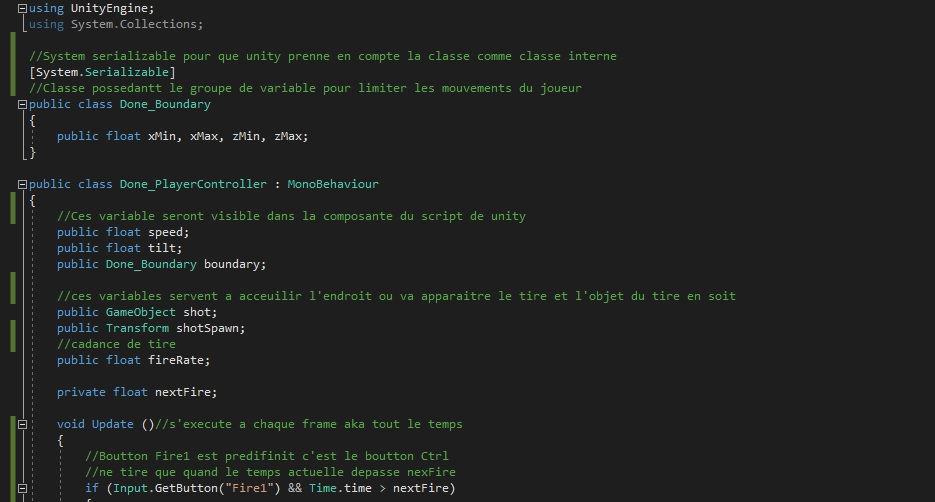 using UnityEngine;
using System.Collections;
//System serializable pour que unity prenne en compte la classe comme classe interne
[System.Serializable]
//Classe possedantt le groupe de variable pour limiter les mouvements du joueur
public class Done_Boundary
{
public float xMin, xMax, zMin, zMax;
}
public class Done_PlayerController : MonoBehaviour
{
//Ces variable seront visible dans la composante du script de unity
public float speed;
public float tilt;
public Done_Boundary boundary;
//ces variables servent a acceuilir l'endroit ou va apparaitre le tire et l'objet du tire en soit
public GameObject shot;
public Transform shotSpawn;
//cadance de tire
public float fireRate;
private float nextFire;
void Update ()//s'execute a chaque frame aka tout le temps
{
//Boutton Fire1 est predifinit c'est le boutton Ctrl
//ne tire que quand le temps actuelle depasse nexFire
if (Input.GetButton("Fire1") && Time.time > nextFire)
{